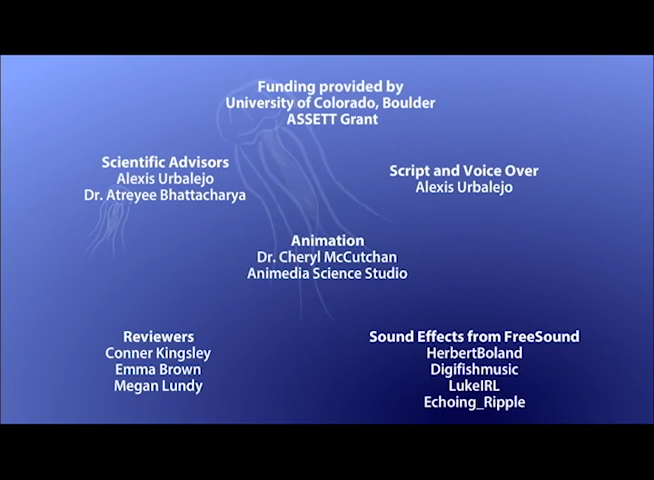 Funding provided by
University of Colorado, Boulder
ASSETT Grant
Scientific Advisors
Alexis Urbalejo
Dr. Atreyee Bhattacharya
Script and Voice Over
Alexis Urbalejo
Animation
Dr. Cheryl McCutchan
Animedia Science Studio
Reviewers
Conner Kingsley
Emma Brown
Megan Lundy
Sound Effects from FreeSound
HerbertBoland
Digifishmusic
LukeIRL
Echoing_Ripple